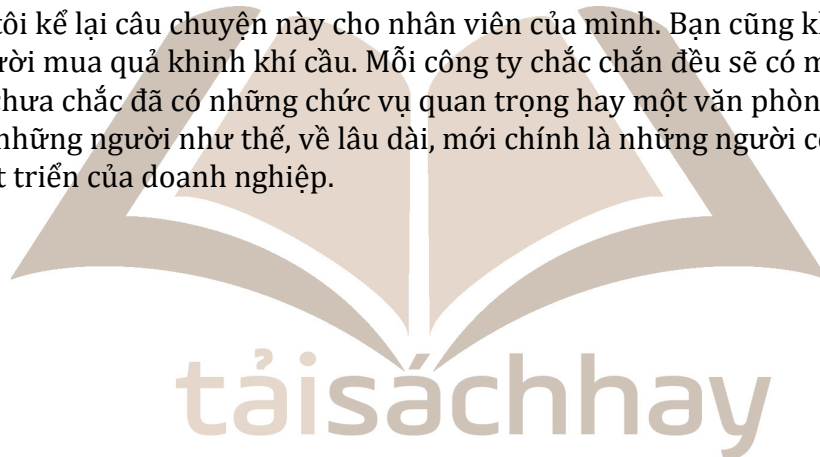 tôi kể lại câu chuyện này cho nhân viên của mình. Bạn cũng
mua quả khinh khí cầu. Mỗi công ty chắc chắn đều sẽ có
chưa chắc đã có những chức vụ quan trọng hay một văn
những người như thế, về lâu dài, mới chính là những người
triển của doanh nghiệp.
tảisáchhay